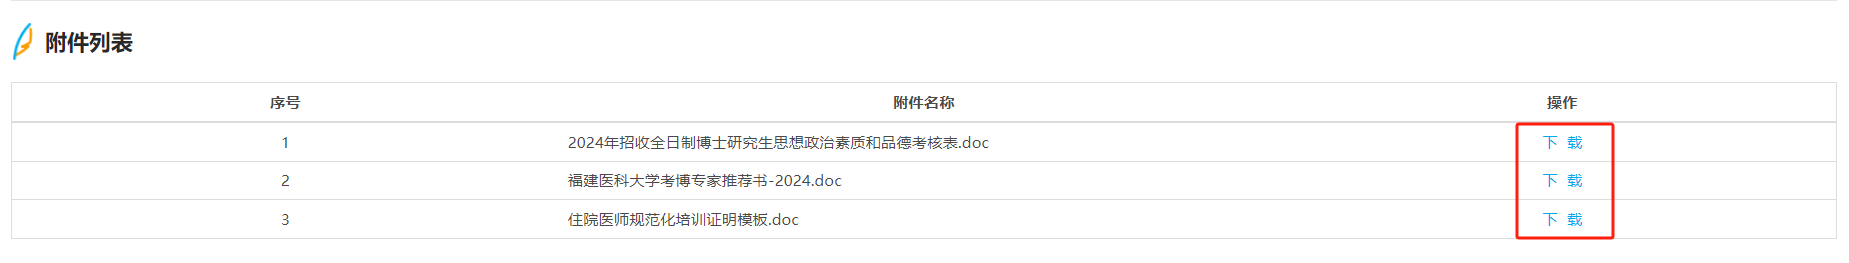 附件列表
序号 附件名称 操作
1 2024年招收全日制博士研究生思想政治素质和品德考核表.doc 下 载
2 福建医科大学考博专家推荐书-2024.doc 下 载
3 住院医师规范化培训证明模板.doc 下 载